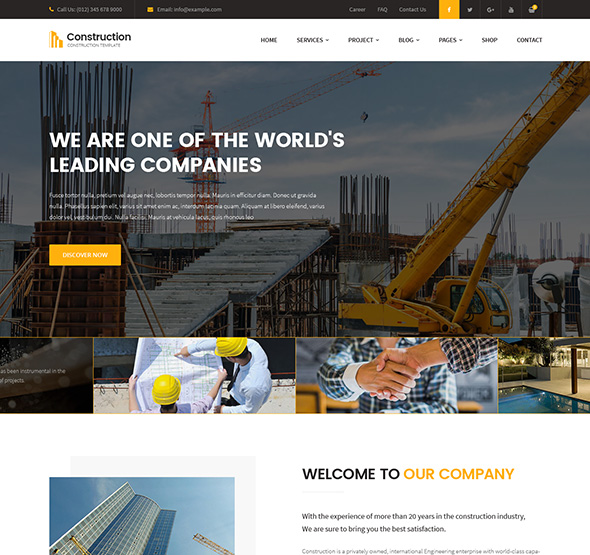 Call Us: (012) 345 678 9000
Email: info@example.com
Career
FAQ
Contact Us
Construction
CONSTRUCTION TEMPLATE
HOME
SERVICES
PROJECT
BLOG
PAGES
SHOP
CONTACT
WE ARE ONE OF THE WORLD'S
LEADING COMPANIES
Fusce tortor nulla, pretium vel augue nec, lobortis tempor nulla. Mauris in efficitur diam. Donec ut gravida
nulla. Phasellus sapien elit, varius sit amet enim ac, interdum lacinia quam. Aliquam at libero eleifend, varius
dolor vel, vestibulum dui. Nulla facilisi. Mauris at vehicula lacus, quis rhoncus leo
DISCOVER NOW
as been instrumental in the
of projects.
WELCOME TO OUR COMPANY
With the experience of more than 20 years in the construction industry,
We are sure to bring you the best satisfaction.
Construction is a privately owned, international Engineering enterprise with world-class capa-